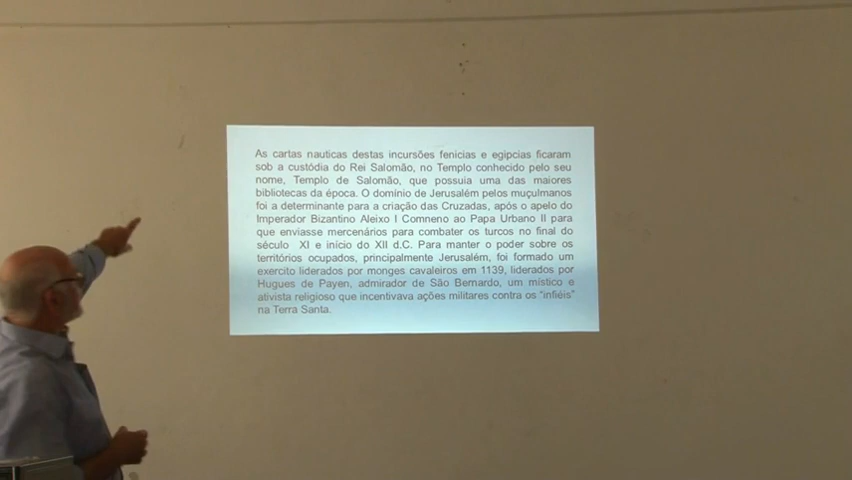 As cartas nauticas destas incursões fenicias e egipcias ficaram
sob a custódia do Rei Salomão, no Templo conhecido pelo seu
nome, Templo de Salomão, que possuia uma das maiores
bibliotecas da época. O domínio de Jerusalém pelos muçulmanos
foi a determinante para a criação das Cruzadas, após o apelo do
Imperador Bizantino Aleixo I Comneno ao Papa Urbano II para
que enviasse mercenários para combater os turcos no final do
século XI e início do XII d.C. Para manter o poder sobre os
territórios ocupados, principalmente Jerusalém, foi formado um
exercito liderados por monges cavaleiros em 1139, liderados por
Hugues de Payen, admirador de São Bernardo, um místico e
ativista religioso que incentivava ações militares contra os "infiéis"
na Terra Santa.